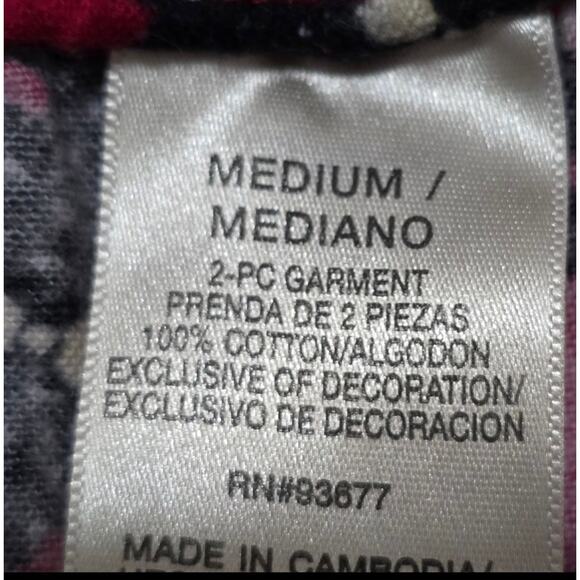 MEDIUM /
MEDIANO
2-PC GARMENT
PRENDA DE 2 PIEZAS
100% COTTON/ALGODON
EXCLUSIVE OF DECORATION/
EXCLUSIVO DE DECORACION
RN#93677
MADE IN CAMBODIA/